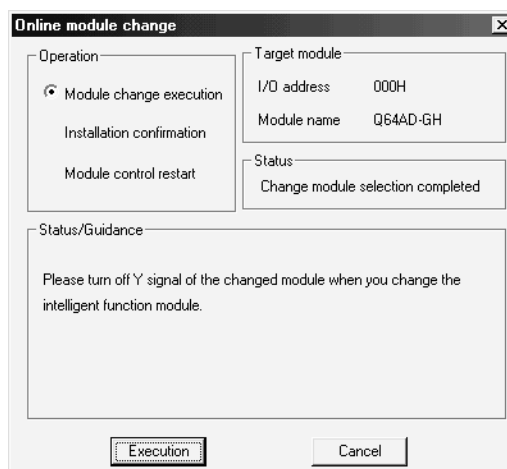 Online module change
Operation
Module change execution
Installation confirmation
Module control restart
Target module
I/O address 000H
Module name Q64AD-GH
Status
Change module selection completed
Status/Guidance
Please turn off Y signal of the changed module when you change the
intelligent function module.
Execution Cancel